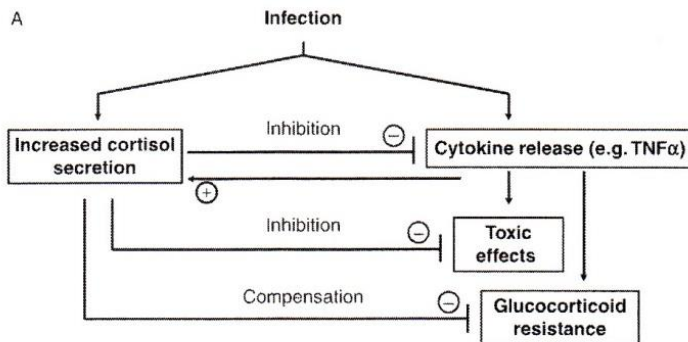 A
Infection
Inhibition
−
Increased cortisol
secretion
Cytokine release (e.g. TNFα)
+
Inhibition
−
Toxic
effects
Compensation
−
Glucocorticoid
resistance